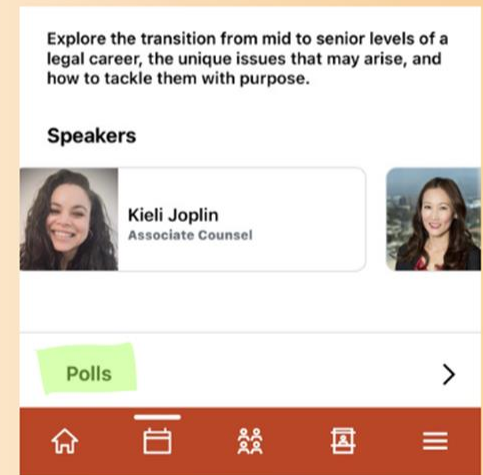 Explore the transition from mid to senior levels of a
legal career, the unique issues that may arise, and
how to tackle them with purpose.
Speakers
Kieli Joplin
Associate Counsel
Polls